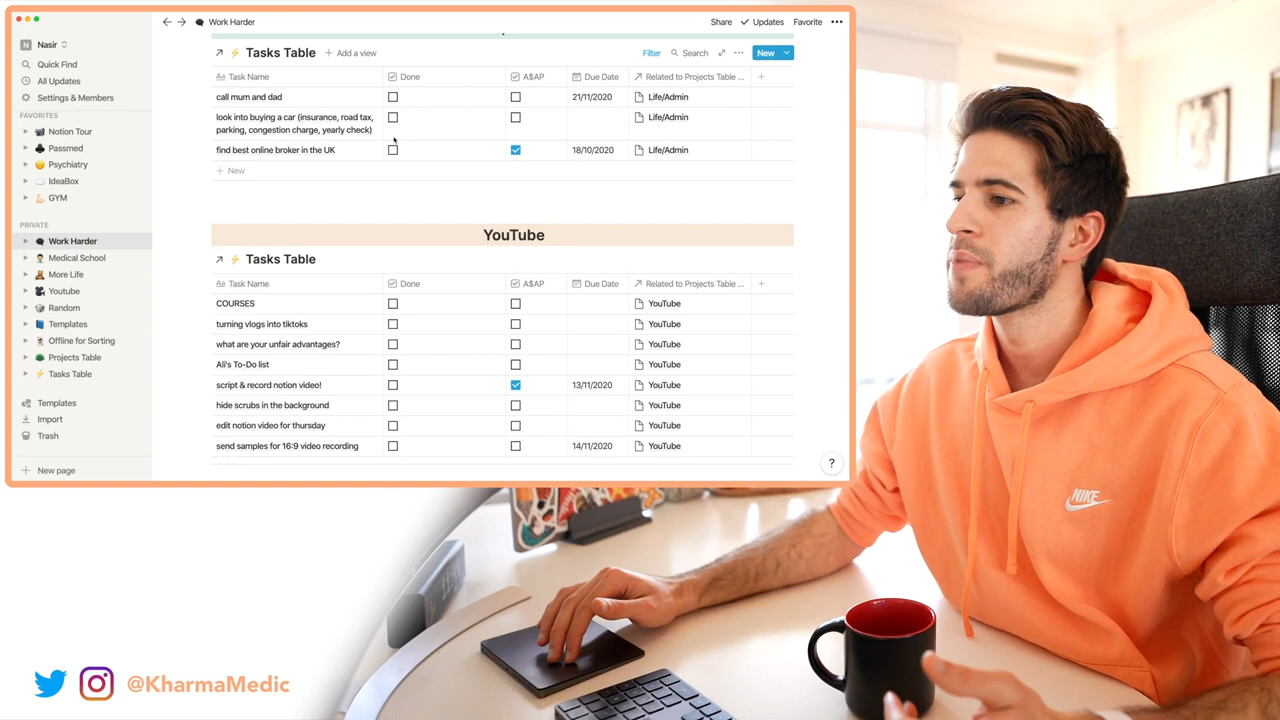 N Nasir
Quick Find
All Updates
Settings & Members
FAVORITES
Notion Tour
Passmed
Psychiatry
IdeaBox
GYM
PRIVATE
Work Harder
Medical School
More Life
Youtube
Random
Templates
Offline for Sorting
Projects Table
Tasks Table
Templates
Import
Trash
New page
Work Harder
Share Updates Favorite
Tasks Table Add a view Filter Search New
Task Name Done A$AP Due Date Related to Projects Table ...
call mum and dad 21/11/2020 Life/Admin
look into buying a car (insurance, road tax,
parking, congestion charge, yearly check) Life/Admin
find best online broker in the UK 18/10/2020 Life/Admin
New
YouTube
Tasks Table
Task Name Done A$AP Due Date Related to Projects Table ...
COURSES YouTube
turning vlogs into tiktoks YouTube
what are your unfair advantages? YouTube
Ali's To-Do list YouTube
script & record notion video! 13/11/2020 YouTube
hide scrubs in the background YouTube
edit notion video for thursday YouTube
send samples for 16:9 video recording 14/11/2020 YouTube
?
NIKE
@KharmaMedic